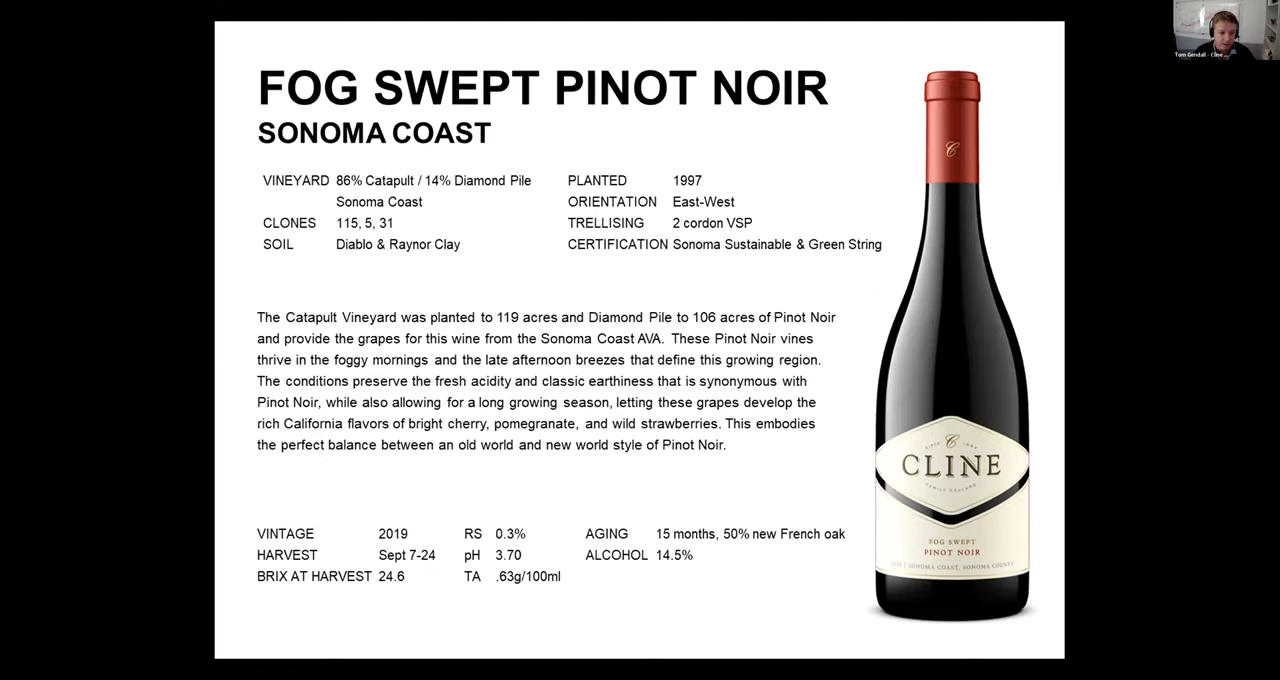 FOG SWEPT PINOT NOIR
SONOMA COAST
VINEYARD 86% Catapult / 14% Diamond Pile
Sonoma Coast
CLONES 115, 5, 31
SOIL Diablo & Raynor Clay
PLANTED 1997
ORIENTATION East-West
TRELLISING 2 cordon VSP
CERTIFICATION Sonoma Sustainable & Green String
The Catapult Vineyard was planted to 119 acres and Diamond Pile to 106 acres of Pinot Noir
and provide the grapes for this wine from the Sonoma Coast AVA. These Pinot Noir vines
thrive in the foggy mornings and the late afternoon breezes that define this growing region.
The conditions preserve the fresh acidity and classic earthiness that is synonymous with
Pinot Noir, while also allowing for a long growing season, letting these grapes develop the
rich California flavors of bright cherry, pomegranate, and wild strawberries. This embodies
the perfect balance between an old world and new world style of Pinot Noir.
VINTAGE 2019 RS 0.3% AGING 15 months, 50% new French oak
HARVEST Sept 7-24 pH 3.70 ALCOHOL 14.5%
BRIX AT HARVEST 24.6 TA .63g/100ml
C
C
CLINE
FAMILY CELLARS
FOG SWEPT
PINOT NOIR
SONOMA COAST, SONOMA COUNTY
Tom Gendall - Cline...